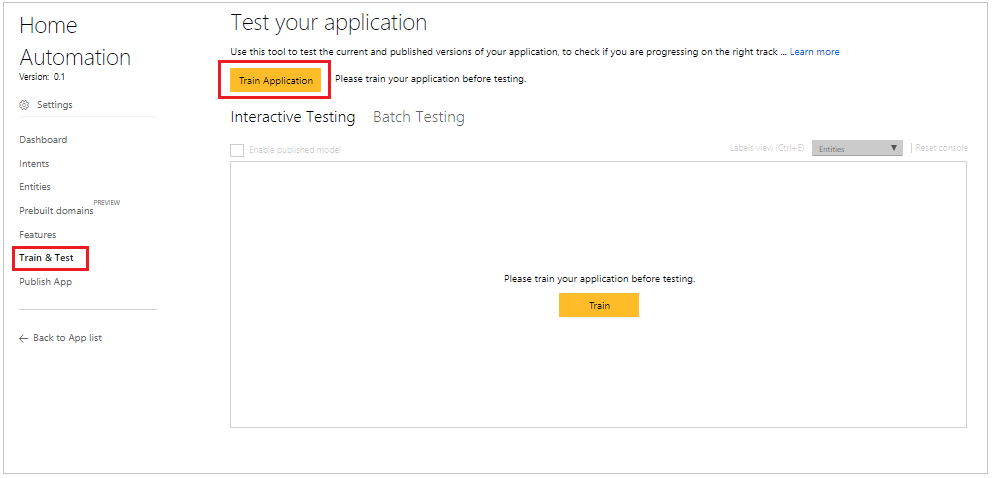 Home
Automation
Version: 0.1
Settings
Dashboard
Intents
Entities
Prebuilt domains PREVIEW
Features
Train & Test
Publish App
Back to App list
Test your application
Use this tool to test the current and published versions of your application, to check if you are progressing on the right track ... Learn more
Train Application Please train your application before testing.
Interactive Testing Batch Testing
Enable published model Labels view (Ctrl+E) Entities Reset console
Please train your application before testing.
Train